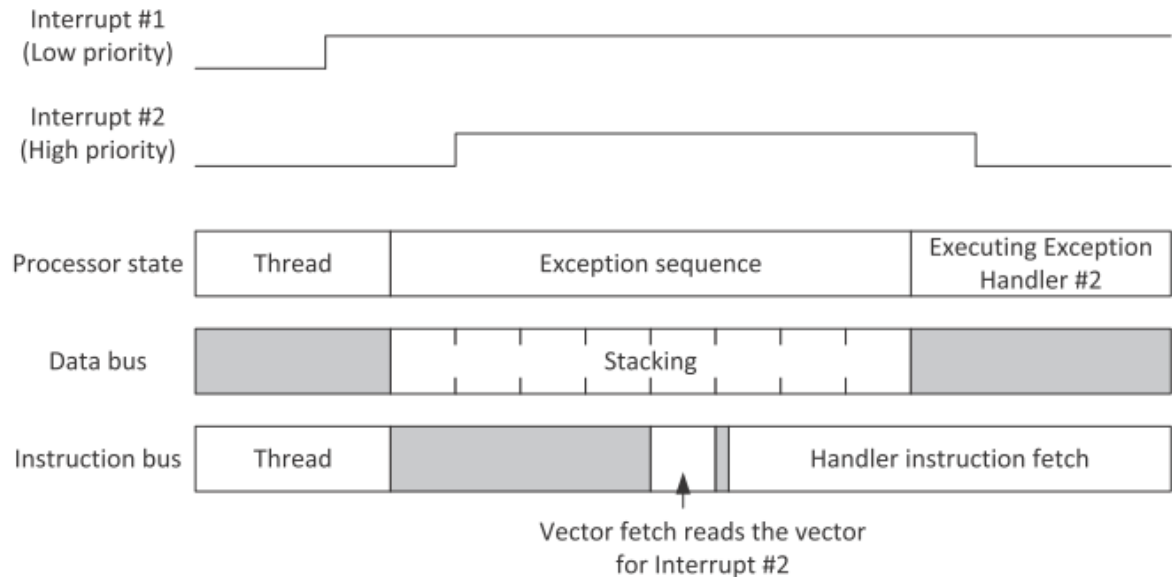 Interrupt #1
(Low priority)
Interrupt #2
(High priority)
Processor state
Thread
Exception sequence
Executing Exception
Handler #2
Data bus
Stacking
Instruction bus
Thread
Handler instruction fetch
Vector fetch reads the vector
for Interrupt #2